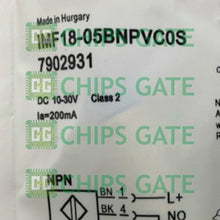 Made in Hungary
IMF18-05BNPVC0S
7902931
CHIPS GATE
DC 10-30V Class 2
Ia=200mA
CHIPS GATE
NPN
BN 1 L+
BK 4 NO
CHIPS GATE